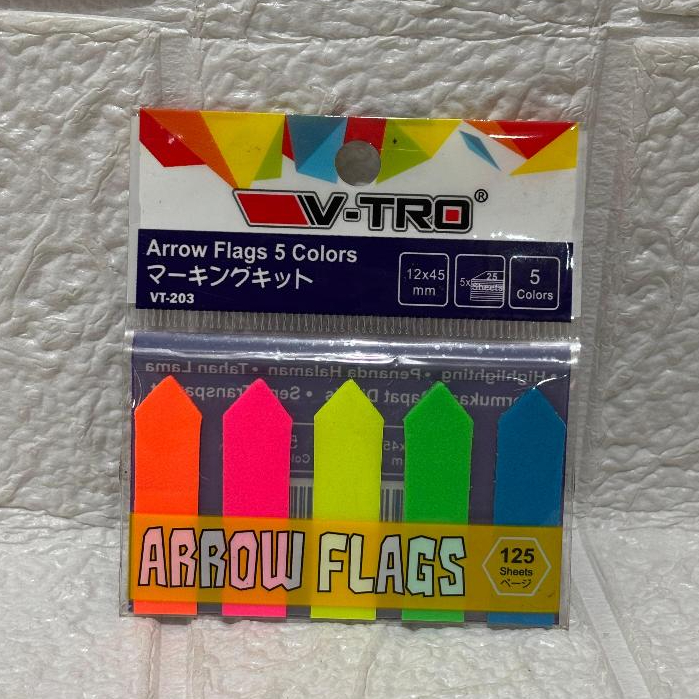 V-TRO®
Arrow Flags 5 Colors
マーキングキット
VT-203
12x45
mm
5x 25
Sheets
5
Colors
Highlighting • Penanda Halaman • Tahan Lama
ARROW FLAGS
125
Sheets
ページ